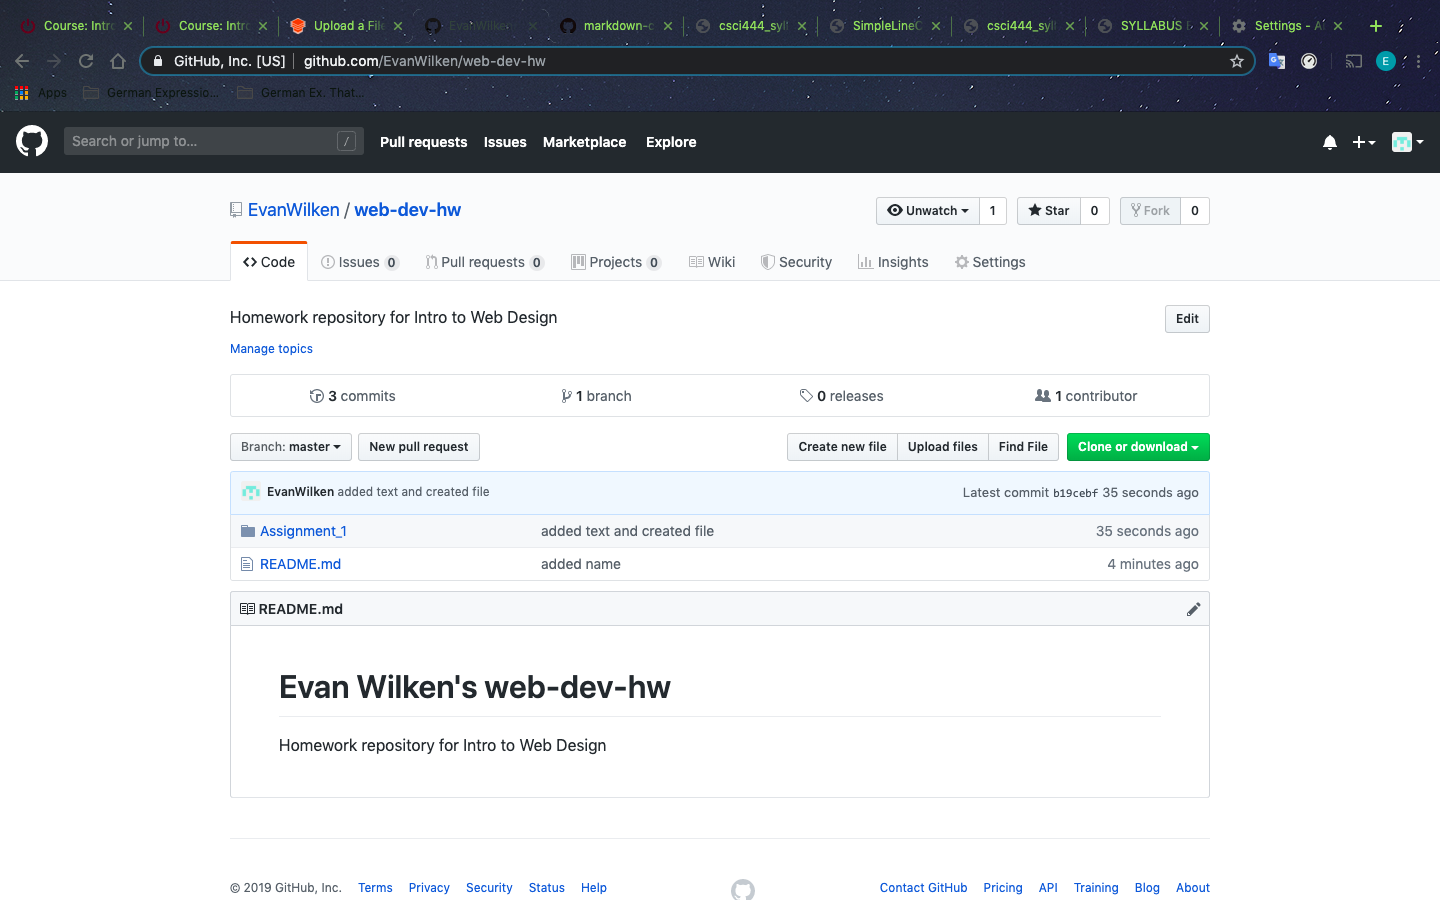 Course: Intro
Course: Intro
Upload a File
EvanWilken
markdown-c
csci444_syl
SimpleLineC
csci444_syl
SYLLABUS
Settings - A
GitHub, Inc. [US] github.com/EvanWilken/web-dev-hw
E
Apps German Expressio... German Ex. That...
Search or jump to... / Pull requests Issues Marketplace Explore
EvanWilken / web-dev-hw Unwatch 1 Star 0 Fork 0
Code Issues 0 Pull requests 0 Projects 0 Wiki Security Insights Settings
Homework repository for Intro to Web Design Edit
Manage topics
3 commits 1 branch 0 releases 1 contributor
Branch: master New pull request Create new file Upload files Find File Clone or download
EvanWilken added text and created file Latest commit b19cebf 35 seconds ago
Assignment_1 added text and created file 35 seconds ago
README.md added name 4 minutes ago
README.md
Evan Wilken's web-dev-hw
Homework repository for Intro to Web Design
© 2019 GitHub, Inc. Terms Privacy Security Status Help Contact GitHub Pricing API Training Blog About